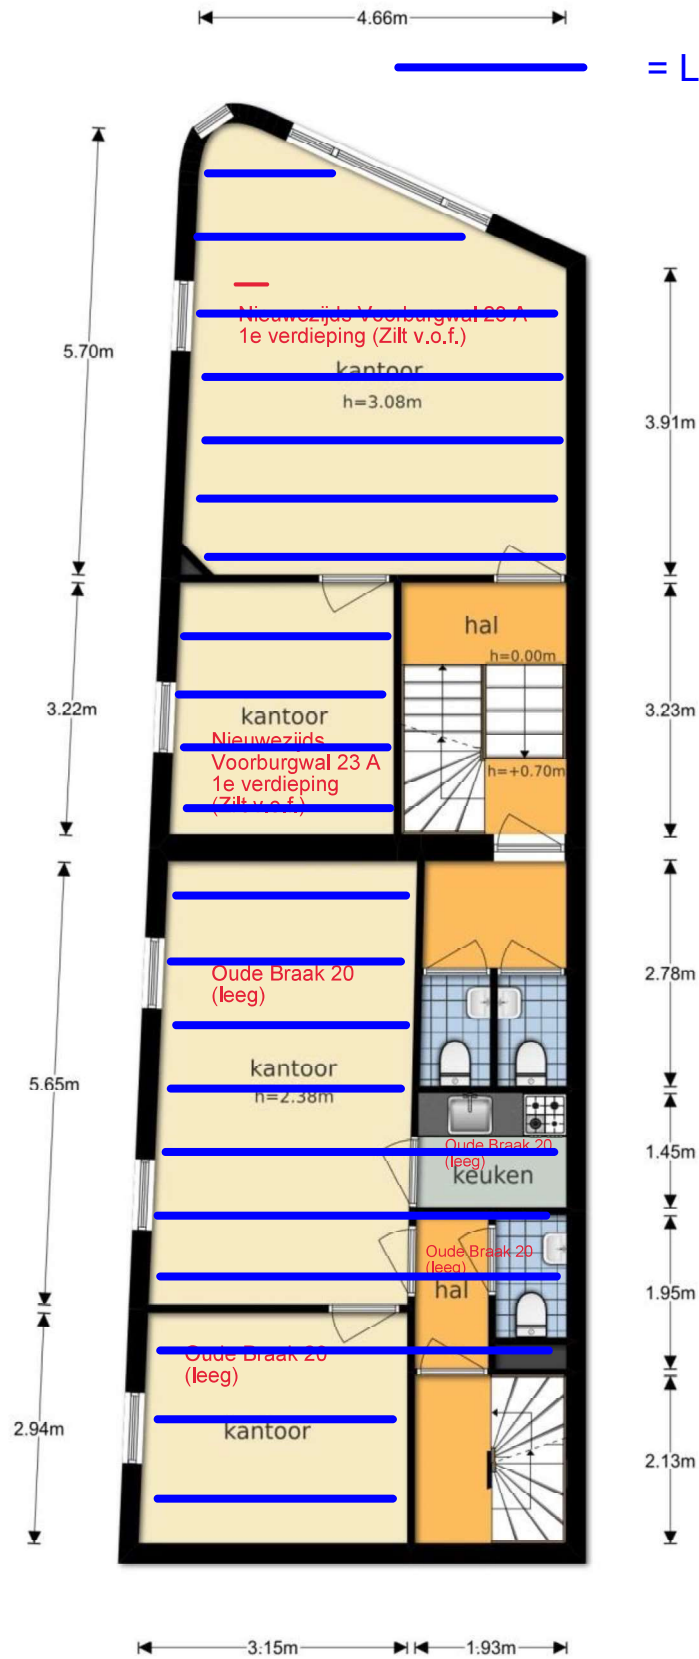 4.66m
= L
5.70m
Nieuwezijds Voorburgwal 23 A
1e verdieping (Zilt v.o.f.)
kantoor
h=3.08m
3.91m
hal
h=0.00m
3.22m
kantoor
3.23m
Nieuwezijds
Voorburgwal 23 A
1e verdieping
(Zilt v.o.f.)
h=+0.70m
Oude Braak 20
(leeg)
2.78m
kantoor
h=2.38m
5.65m
Oude Braak 20
(leeg)
keuken
1.45m
Oude Braak 20
(leeg)
hal
1.95m
Oude Braak 20
(leeg)
kantoor
2.94m
2.13m
3.15m
1.93m